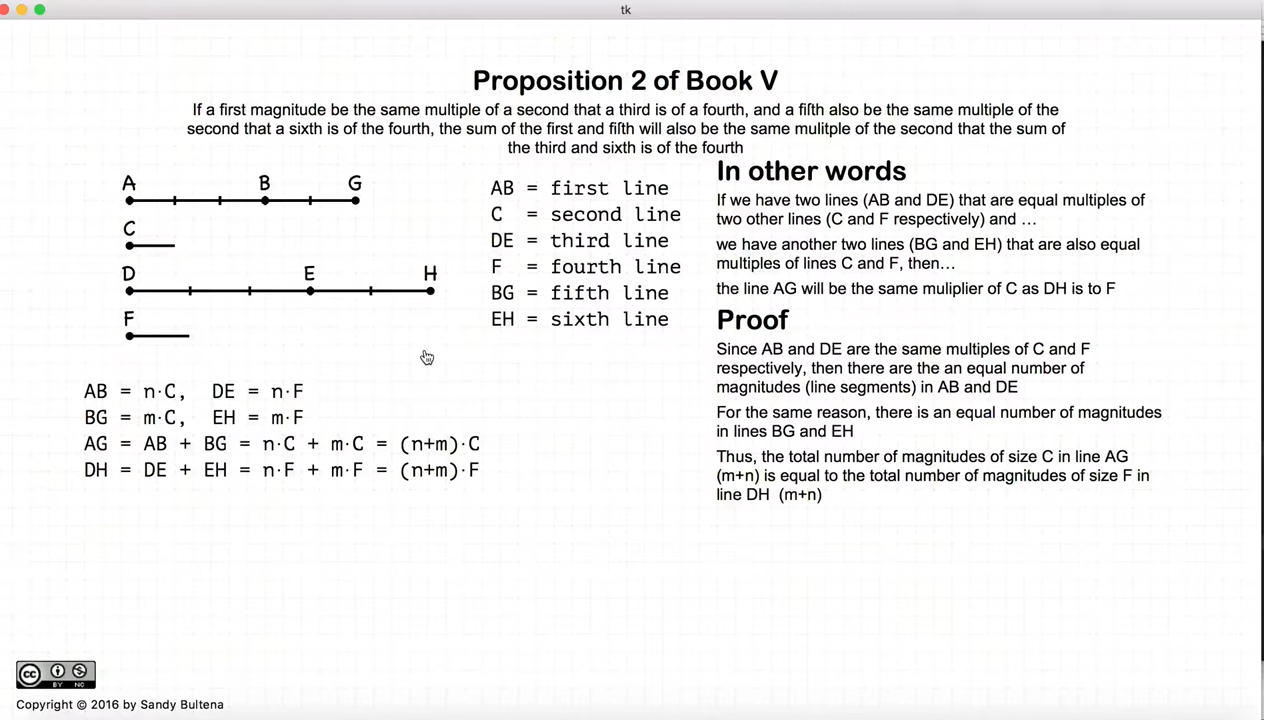 tk
Proposition 2 of Book V
If a first magnitude be the same multiple of a second that a third is of a fourth, and a fifth also be the same multiple of the
second that a sixth is of the fourth, the sum of the first and fifth will also be the same mulitple of the second that the sum of
the third and sixth is of the fourth
A B G
C
D E H
F
AB = first line
C = second line
DE = third line
F = fourth line
BG = fifth line
EH = sixth line
AB = n·C, DE = n·F
BG = m·C, EH = m·F
AG = AB + BG = n·C + m·C = (n+m)·C
DH = DE + EH = n·F + m·F = (n+m)·F
In other words
If we have two lines (AB and DE) that are equal multiples of
two other lines (C and F respectively) and …
we have another two lines (BG and EH) that are also equal
multiples of lines C and F, then…
the line AG will be the same muliplier of C as DH is to F
Proof
Since AB and DE are the same multiples of C and F
respectively, then there are the an equal number of
magnitudes (line segments) in AB and DE
For the same reason, there is an equal number of magnitudes
in lines BG and EH
Thus, the total number of magnitudes of size C in line AG
(m+n) is equal to the total number of magnitudes of size F in
line DH (m+n)
cc
BY NC
Copyright © 2016 by Sandy Bultena